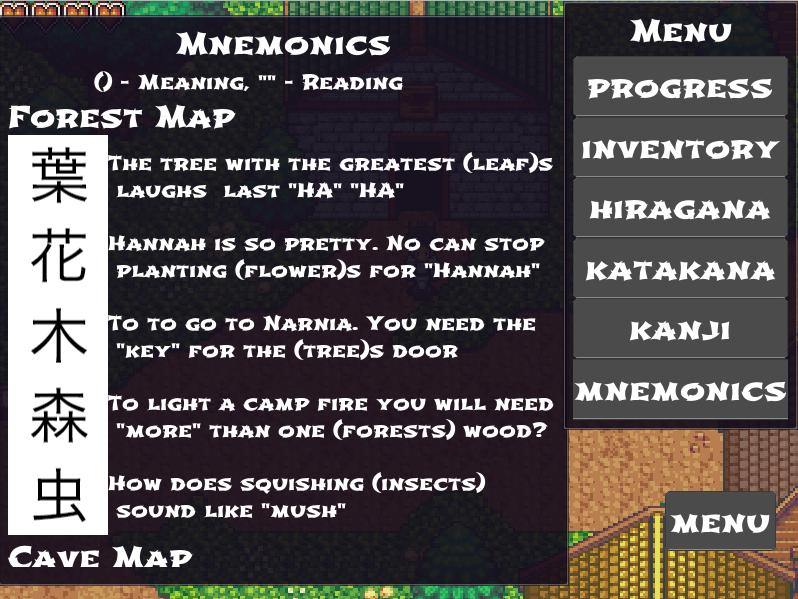 Mnemonics
() - Meaning, "" - Reading
Forest Map
葉
The tree with the greatest (leaf)s
laughs last "ha" "ha"
花
Hannah is so pretty. No can stop
planting (flower)s for "Hannah"
木
To to go to Narnia. You need the
"key" for the (tree)s door
森
To light a camp fire you will need
"more" than one (forests) wood?
虫
How does squishing (insects)
sound like "mush"
Cave Map
Menu
PROGRESS
INVENTORY
HIRAGANA
KATAKANA
KANJI
MNEMONICS
MENU